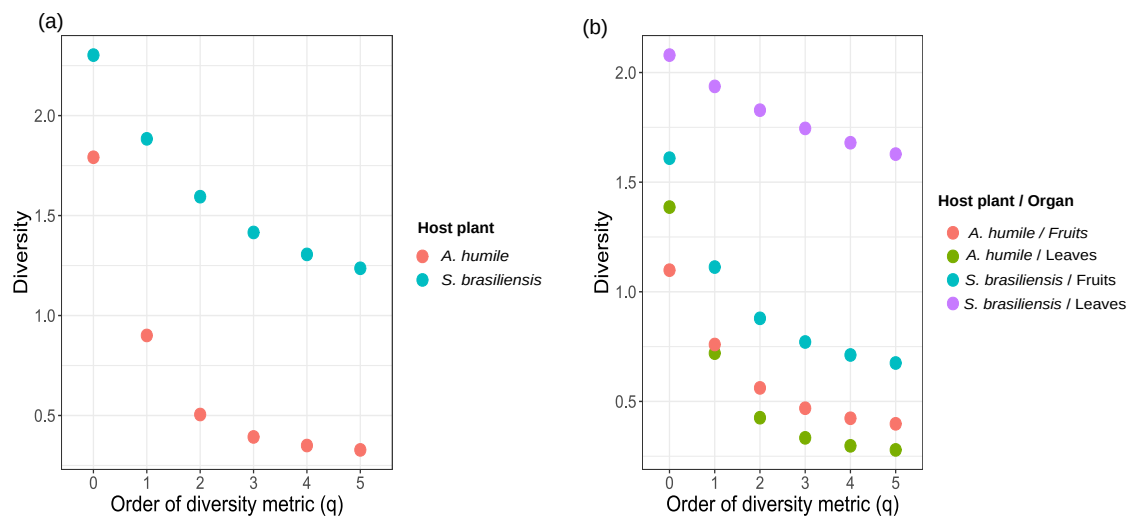 (a)
Diversity
2.0
1.5
1.0
0.5
0 1 2 3 4 5
Order of diversity metric (q)
Host plant
A. humile
S. brasiliensis
(b)
Diversity
2.0
1.5
1.0
0.5
0 1 2 3 4 5
Order of diversity metric (q)
Host plant / Organ
A. humile / Fruits
A. humile / Leaves
S. brasiliensis / Fruits
S. brasiliensis / Leaves